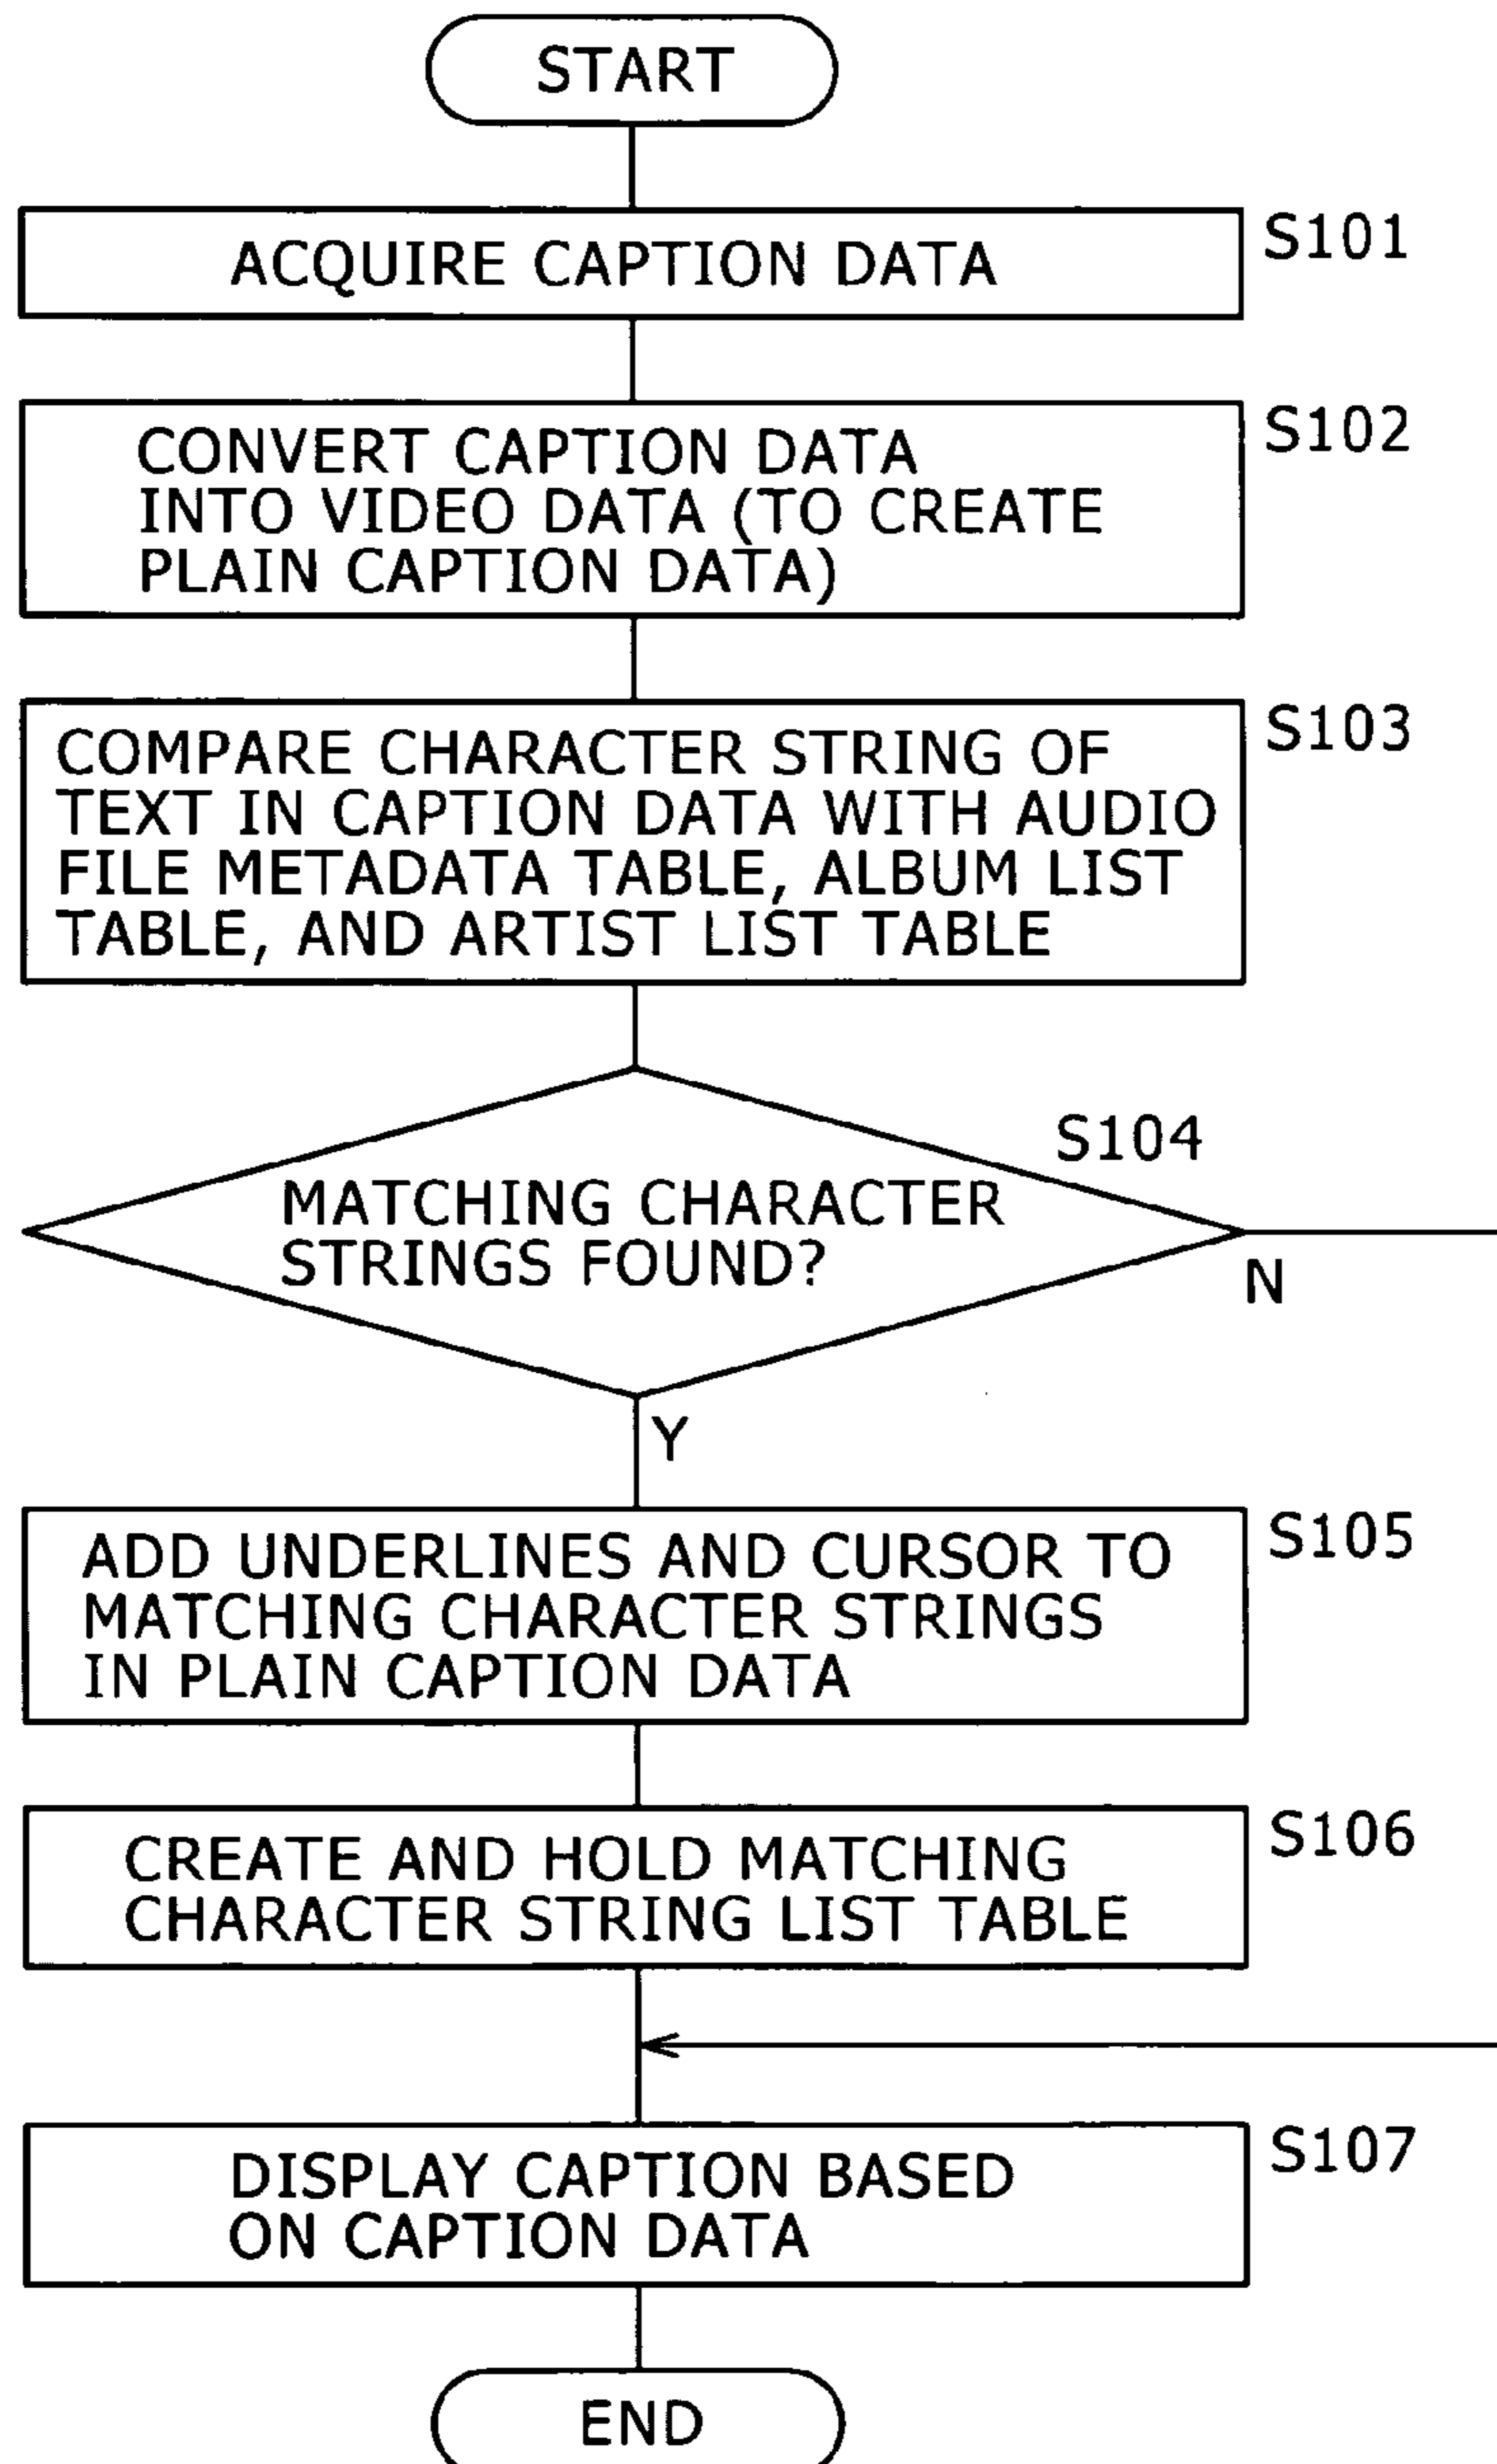 START
ACQUIRE CAPTION DATA
S101
CONVERT CAPTION DATA
INTO VIDEO DATA (TO CREATE
PLAIN CAPTION DATA)
S102
COMPARE CHARACTER STRING OF
TEXT IN CAPTION DATA WITH AUDIO
FILE METADATA TABLE, ALBUM LIST
TABLE, AND ARTIST LIST TABLE
S103
S104
MATCHING CHARACTER
STRINGS FOUND?
N
Y
ADD UNDERLINES AND CURSOR TO
MATCHING CHARACTER STRINGS
IN PLAIN CAPTION DATA
S105
CREATE AND HOLD MATCHING
CHARACTER STRING LIST TABLE
S106
DISPLAY CAPTION BASED
ON CAPTION DATA
S107
END